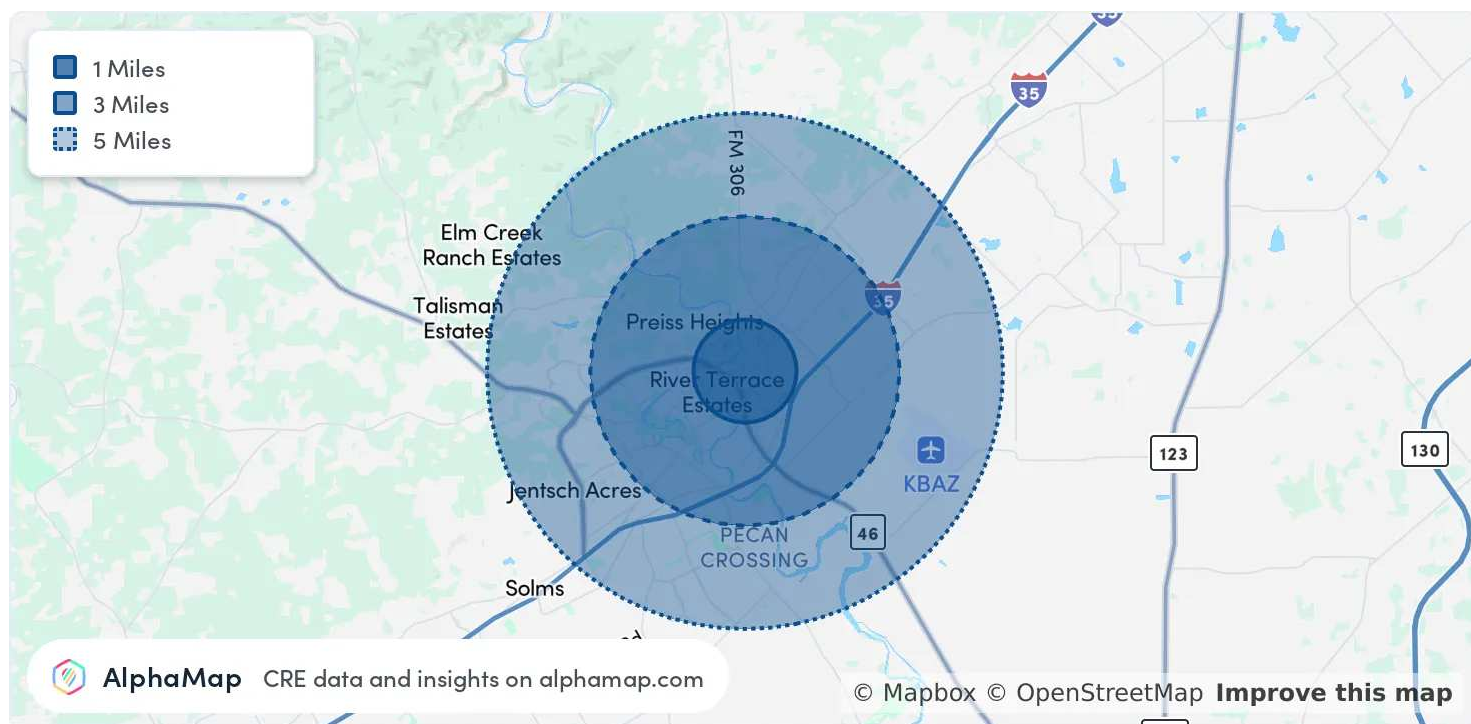 1 Miles
3 Miles
5 Miles
35
35
FM 306
Elm Creek
Ranch Estates
Talisman
Estates
35
Preiss Heights
River Terrace
Estates
123
130
KBAZ
Jentsch Acres
46
PECAN
CROSSING
Solms
AlphaMap CRE data and insights on alphamap.com
© Mapbox © OpenStreetMap Improve this map